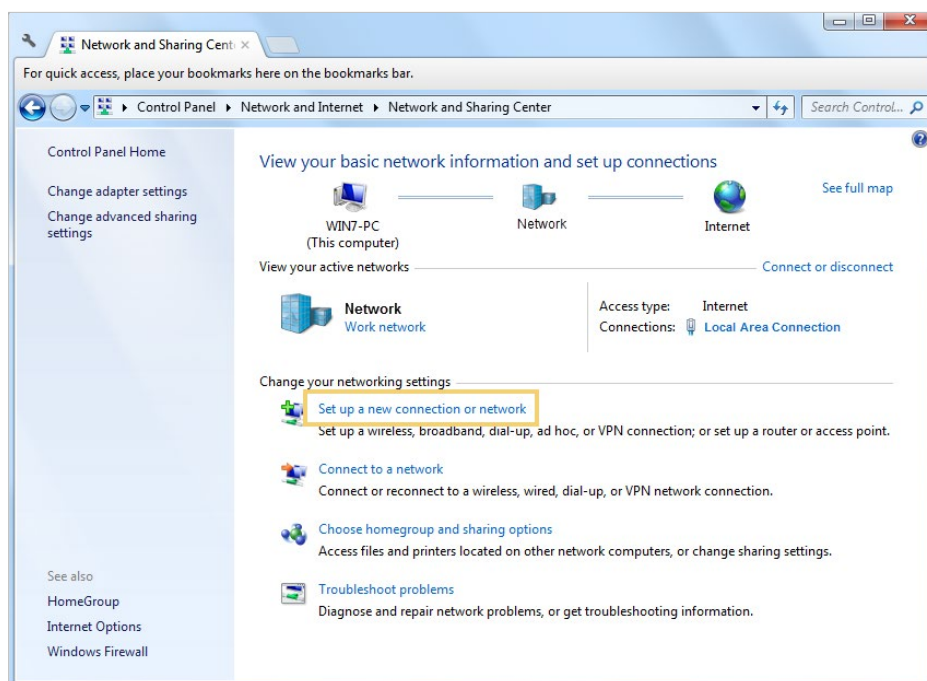 Network and Sharing Cent
For quick access, place your bookmarks here on the bookmarks bar.
Control Panel Network and Internet Network and Sharing Center
Search Control...
Control Panel Home
Change adapter settings
Change advanced sharing
settings
View your basic network information and set up connections
See full map
WIN7-PC
(This computer)
Network
Internet
View your active networks
Connect or disconnect
Network
Work network
Access type: Internet
Connections: Local Area Connection
Change your networking settings
Set up a new connection or network
Set up a wireless, broadband, dial-up, ad hoc, or VPN connection; or set up a router or access point.
Connect to a network
Connect or reconnect to a wireless, wired, dial-up, or VPN network connection.
Choose homegroup and sharing options
Access files and printers located on other network computers, or change sharing settings.
Troubleshoot problems
Diagnose and repair network problems, or get troubleshooting information.
See also
HomeGroup
Internet Options
Windows Firewall